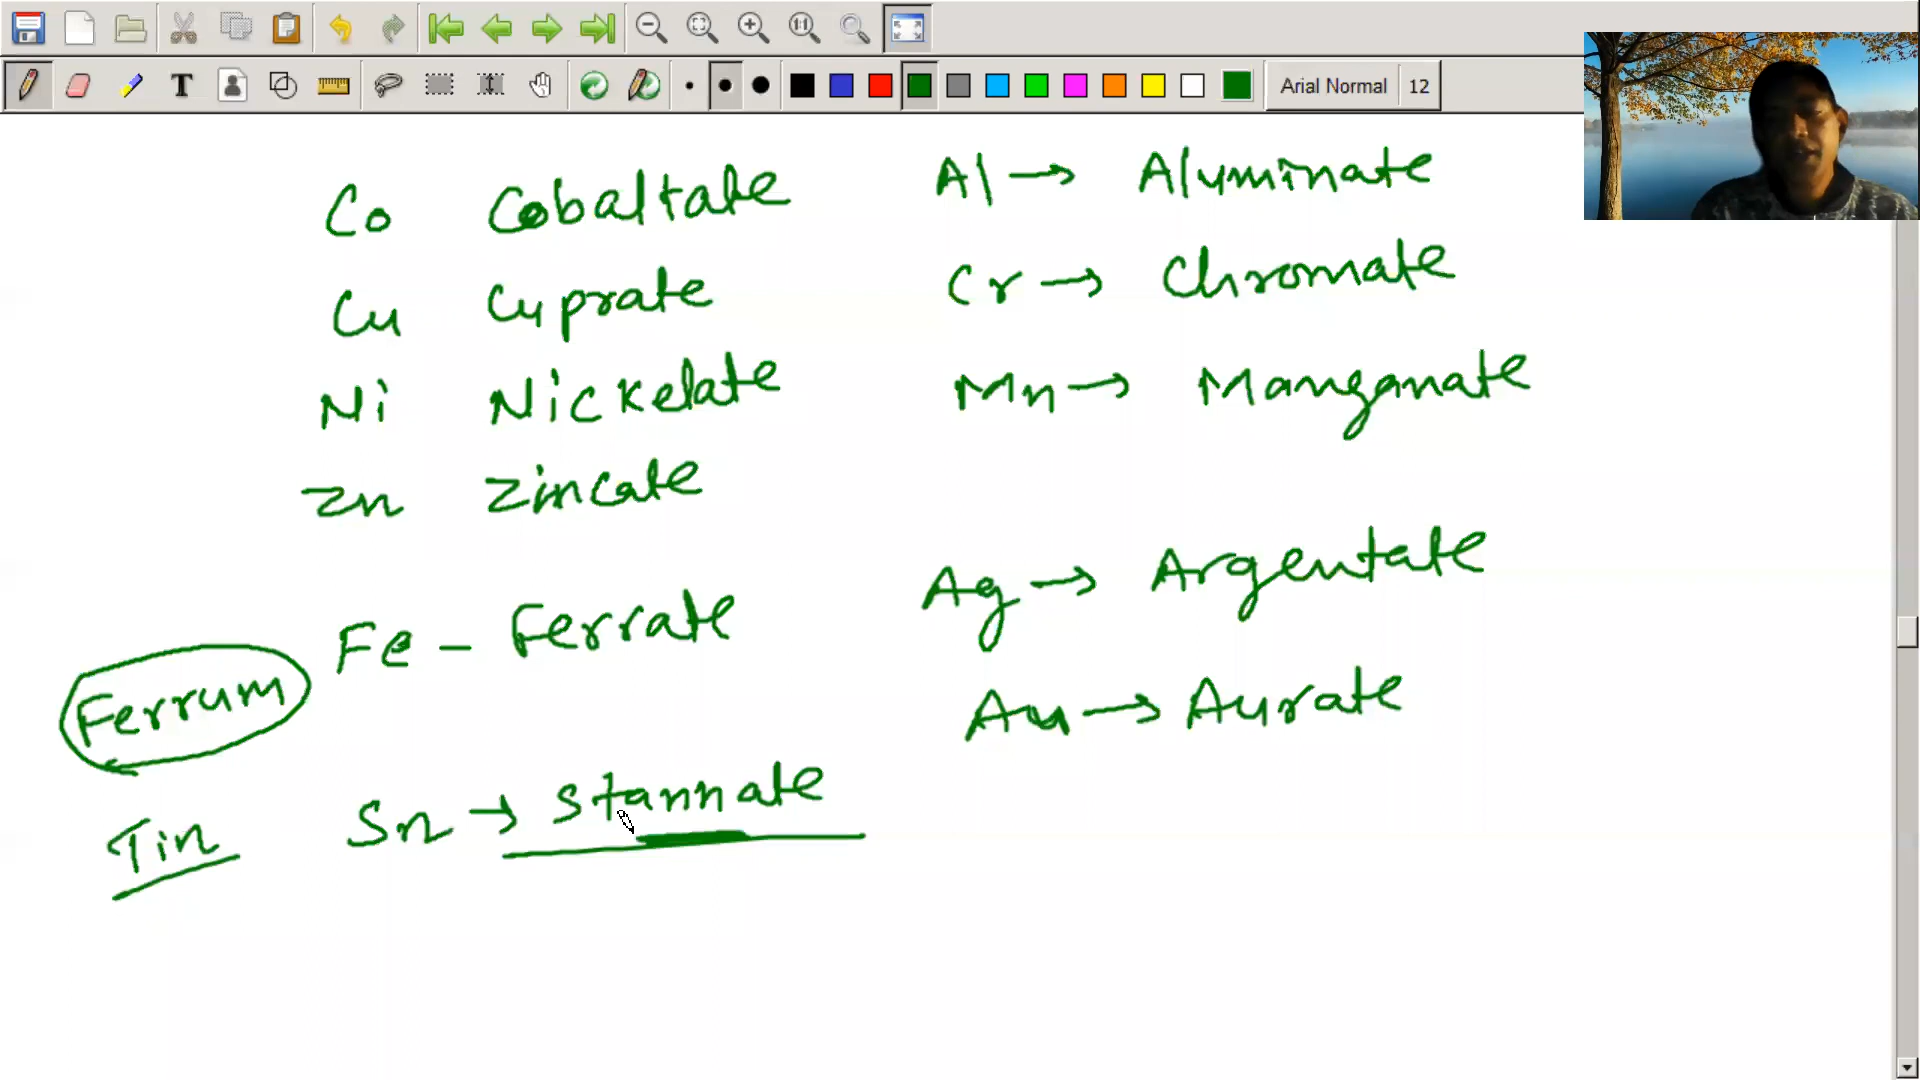 Arial Normal 12
Co Cobaltate
Cu Cuprate
Ni Nickelate
Zn Zincate
Ferrum Fe - Ferrate
Tin Sn → Stannate
Al → Aluminate
Cr → Chromate
Mn → Manganate
Ag → Argentate
Au → Aurate